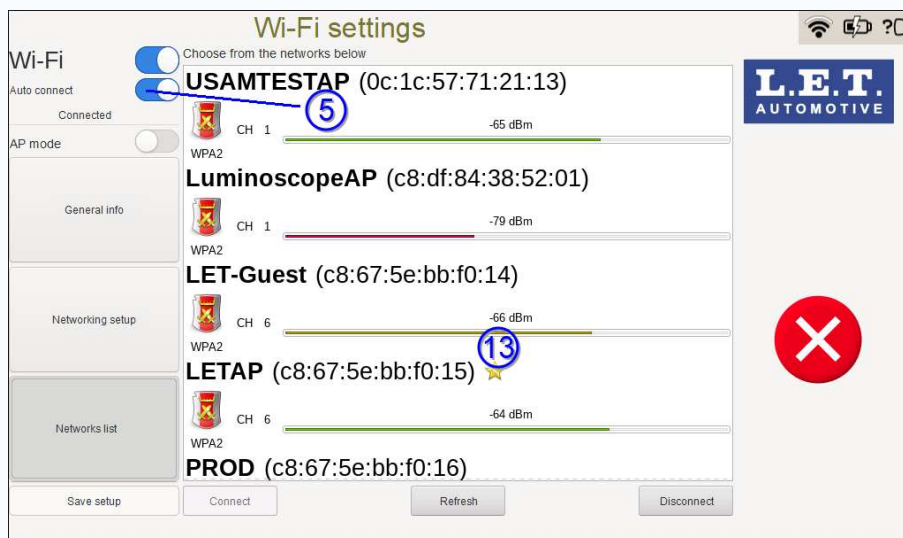 Wi-Fi settings
?
Wi-Fi
Auto connect
Connected
AP mode
General info
Networking setup
Networks list
Save setup
Choose from the networks below
USAMTESTAP (0c:1c:57:71:21:13)
5
CH 1
-65 dBm
WPA2
LuminoscopeAP (c8:df:84:38:52:01)
CH 1
-79 dBm
WPA2
LET-Guest (c8:67:5e:bb:f0:14)
CH 6
-66 dBm
WPA2
13
LETAP (c8:67:5e:bb:f0:15)
CH 6
-64 dBm
WPA2
PROD (c8:67:5e:bb:f0:16)
Connect
Refresh
Disconnect
L.E.T.
AUTOMOTIVE